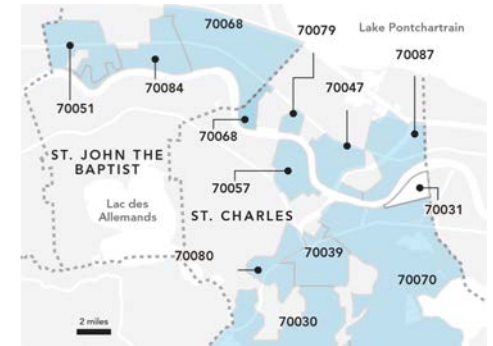 70068
70079
Lake Pontchartrain
70087
70047
70051
70084
70068
ST. JOHN THE
BAPTIST
70057
Lac des
Allemands
ST. CHARLES
70031
70080
70039
70070
70030
2 miles